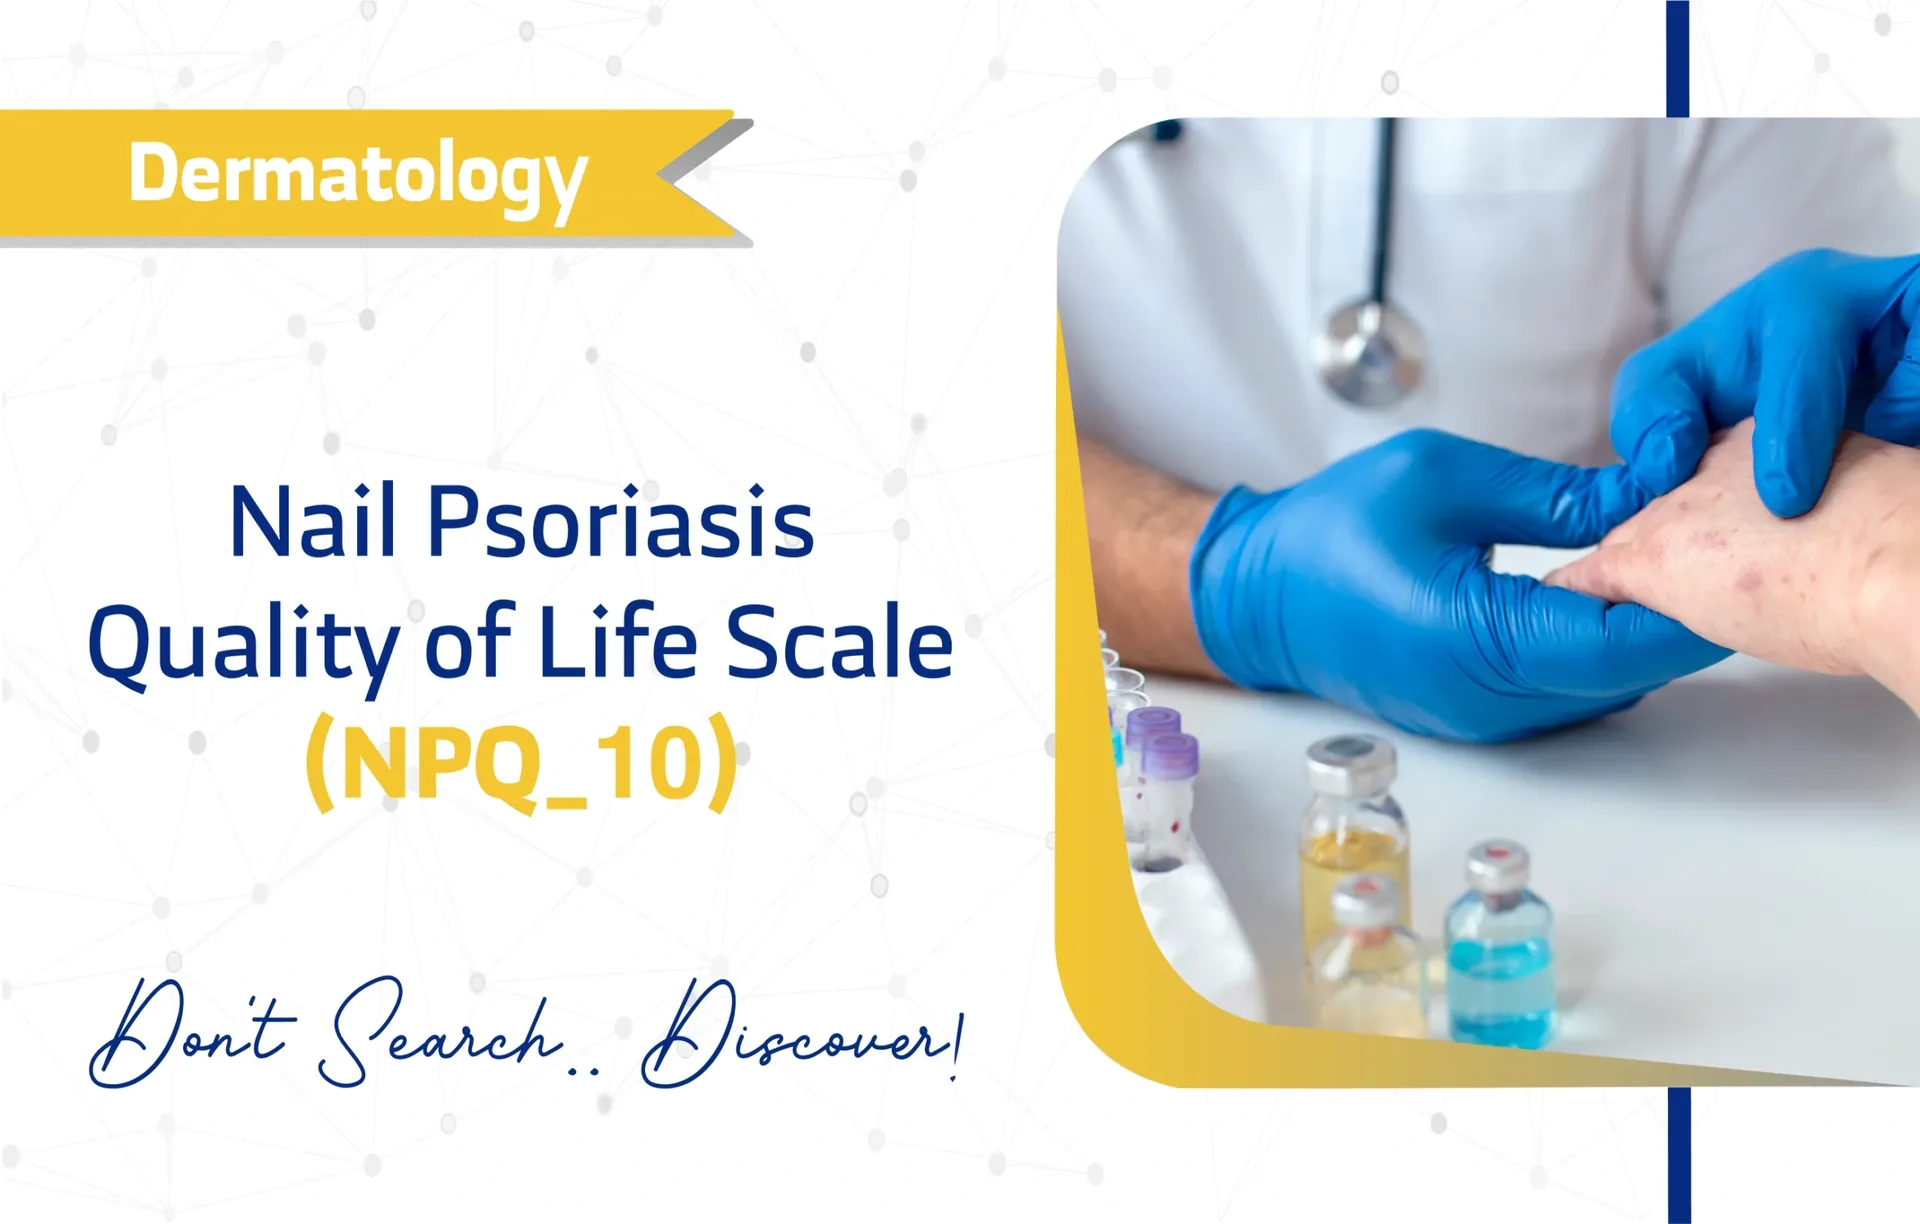 Dermatology
Nail Psoriasis
Quality of Life Scale
(NPQ_10)
Don't Search.. Discover!